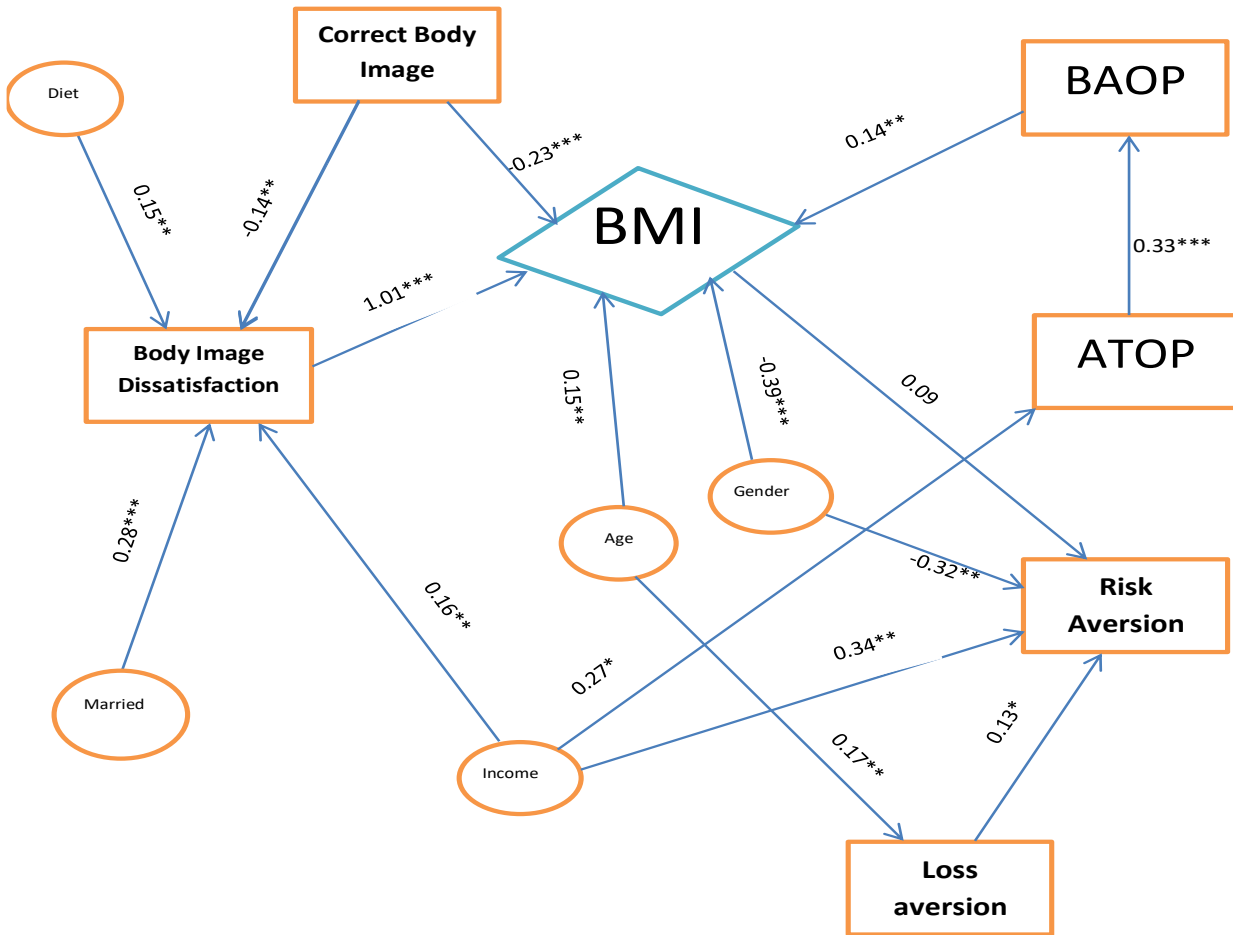 Correct Body
Image
BAOP
Diet
0.14**
-0.23***
0.15**
-0.14**
BMI
0.33***
1.01***
ATOP
Body Image
Dissatisfaction
0.15**
-0.39***
0.09
Gender
Age
0.28***
-0.32**
Risk
Aversion
0.16**
0.34**
0.27*
Married
0.13*
0.17**
Income
Loss
aversion